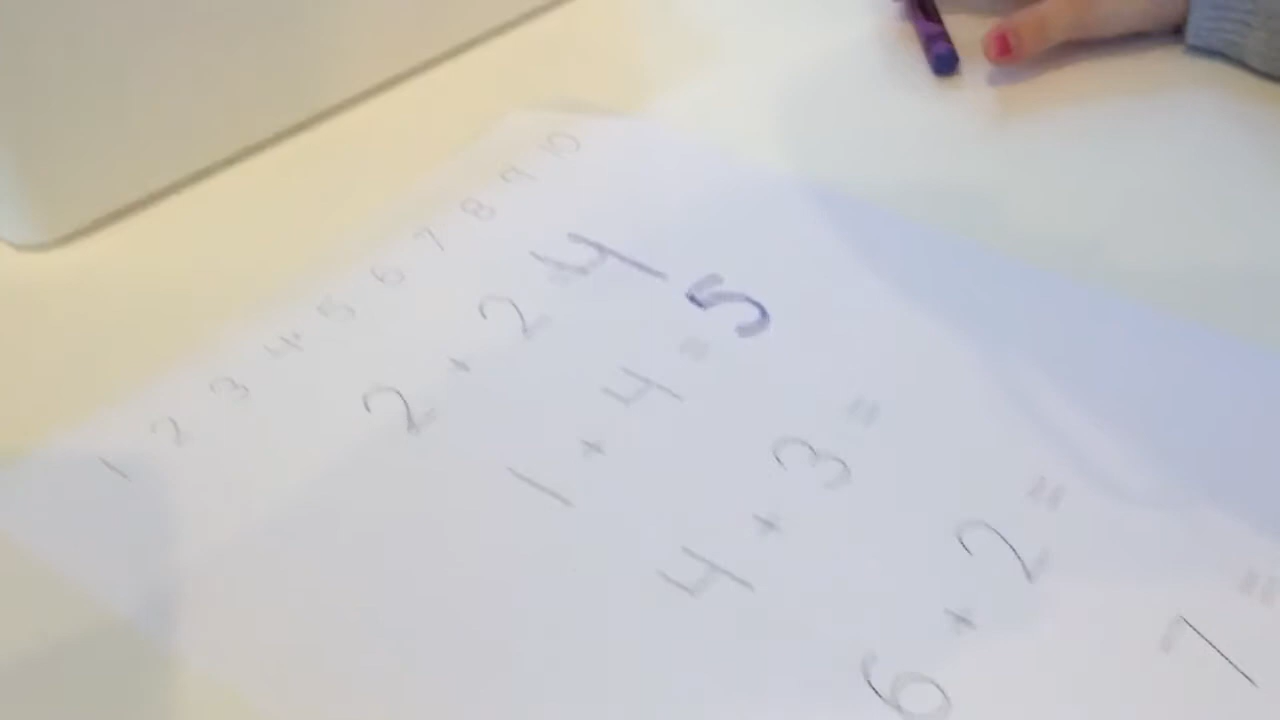 1 2 3 4 5 6 7 8 9 10
2 + 2 = 4
1 + 4 = 5
4 + 3 =
6 + 2 =
7 =